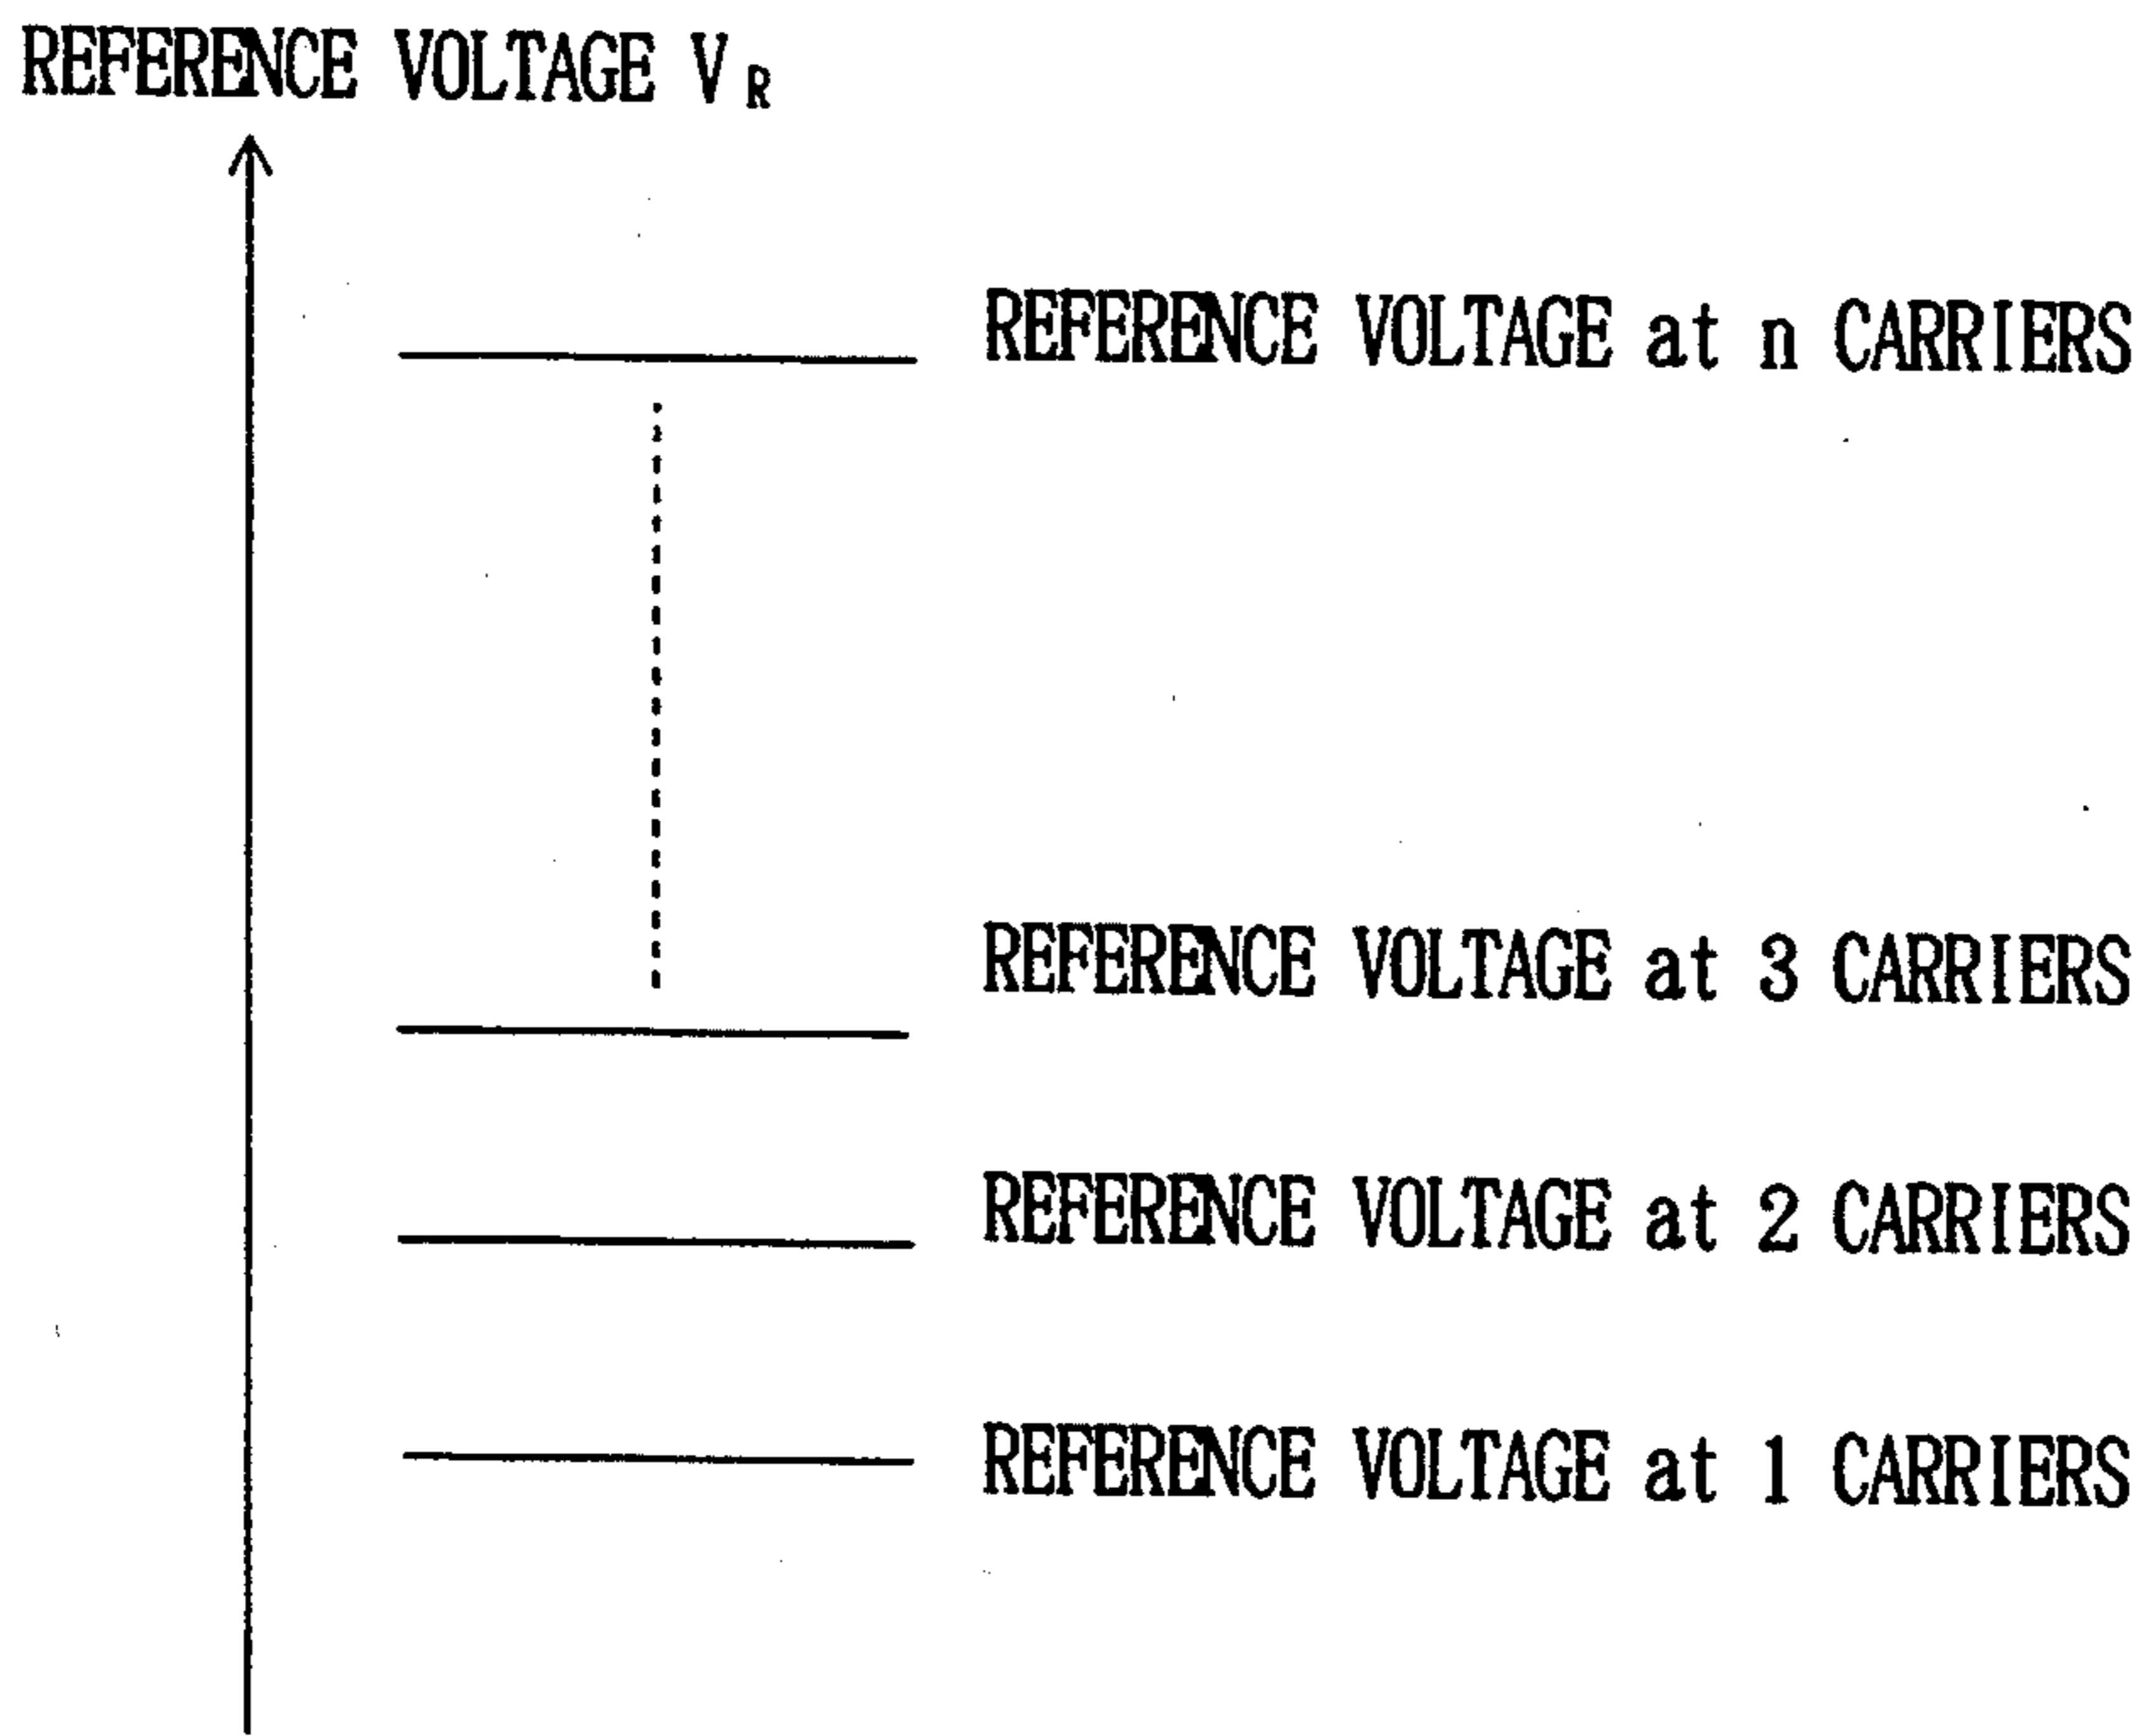 REFERENCE VOLTAGE VR
REFERENCE VOLTAGE at n CARRIERS
REFERENCE VOLTAGE at 3 CARRIERS
REFERENCE VOLTAGE at 2 CARRIERS
REFERENCE VOLTAGE at 1 CARRIERS